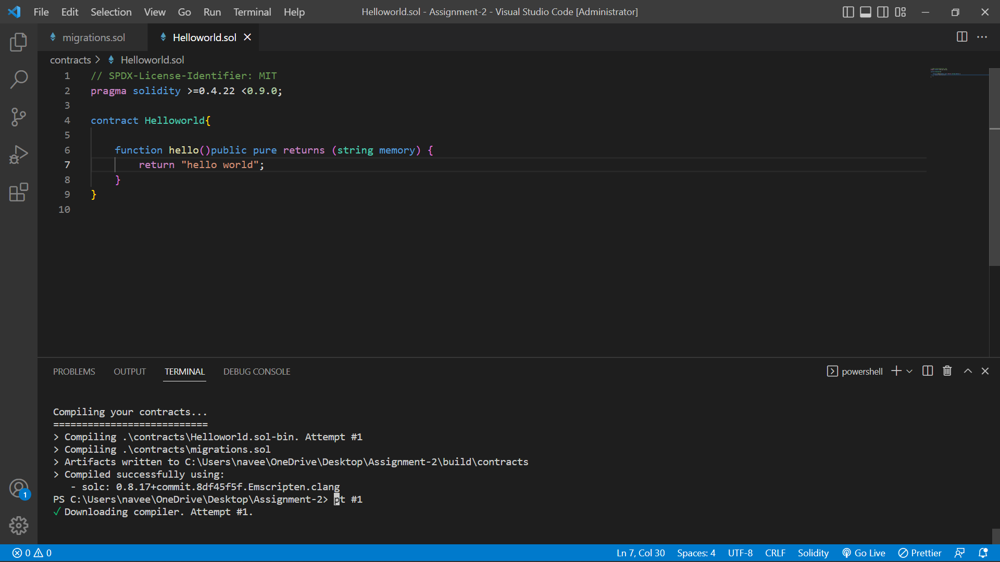 File Edit Selection View Go Run Terminal Help
Helloworld.sol - Assignment-2 - Visual Studio Code [Administrator]
migrations.sol
Helloworld.sol
contracts > Helloworld.sol
1 // SPDX-License-Identifier: MIT
2 pragma solidity >=0.4.22 <0.9.0;
3
4 contract Helloworld{
5
6     function hello()public pure returns (string memory) {
7         return "hello world";
8     }
9 }
10
PROBLEMS OUTPUT TERMINAL DEBUG CONSOLE
powershell
Compiling your contracts...
===========================
> Compiling .\contracts\Helloworld.sol-bin. Attempt #1
> Compiling .\contracts\migrations.sol
> Artifacts written to C:\Users\navee\OneDrive\Desktop\Assignment-2\build\contracts
> Compiled successfully using:
   - solc: 0.8.17+commit.8df45f5f.Emscripten.clang
PS C:\Users\navee\OneDrive\Desktop\Assignment-2> pt #1
✓ Downloading compiler. Attempt #1.
1
0 0
Ln 7, Col 30 Spaces: 4 UTF-8 CRLF Solidity Go Live Prettier